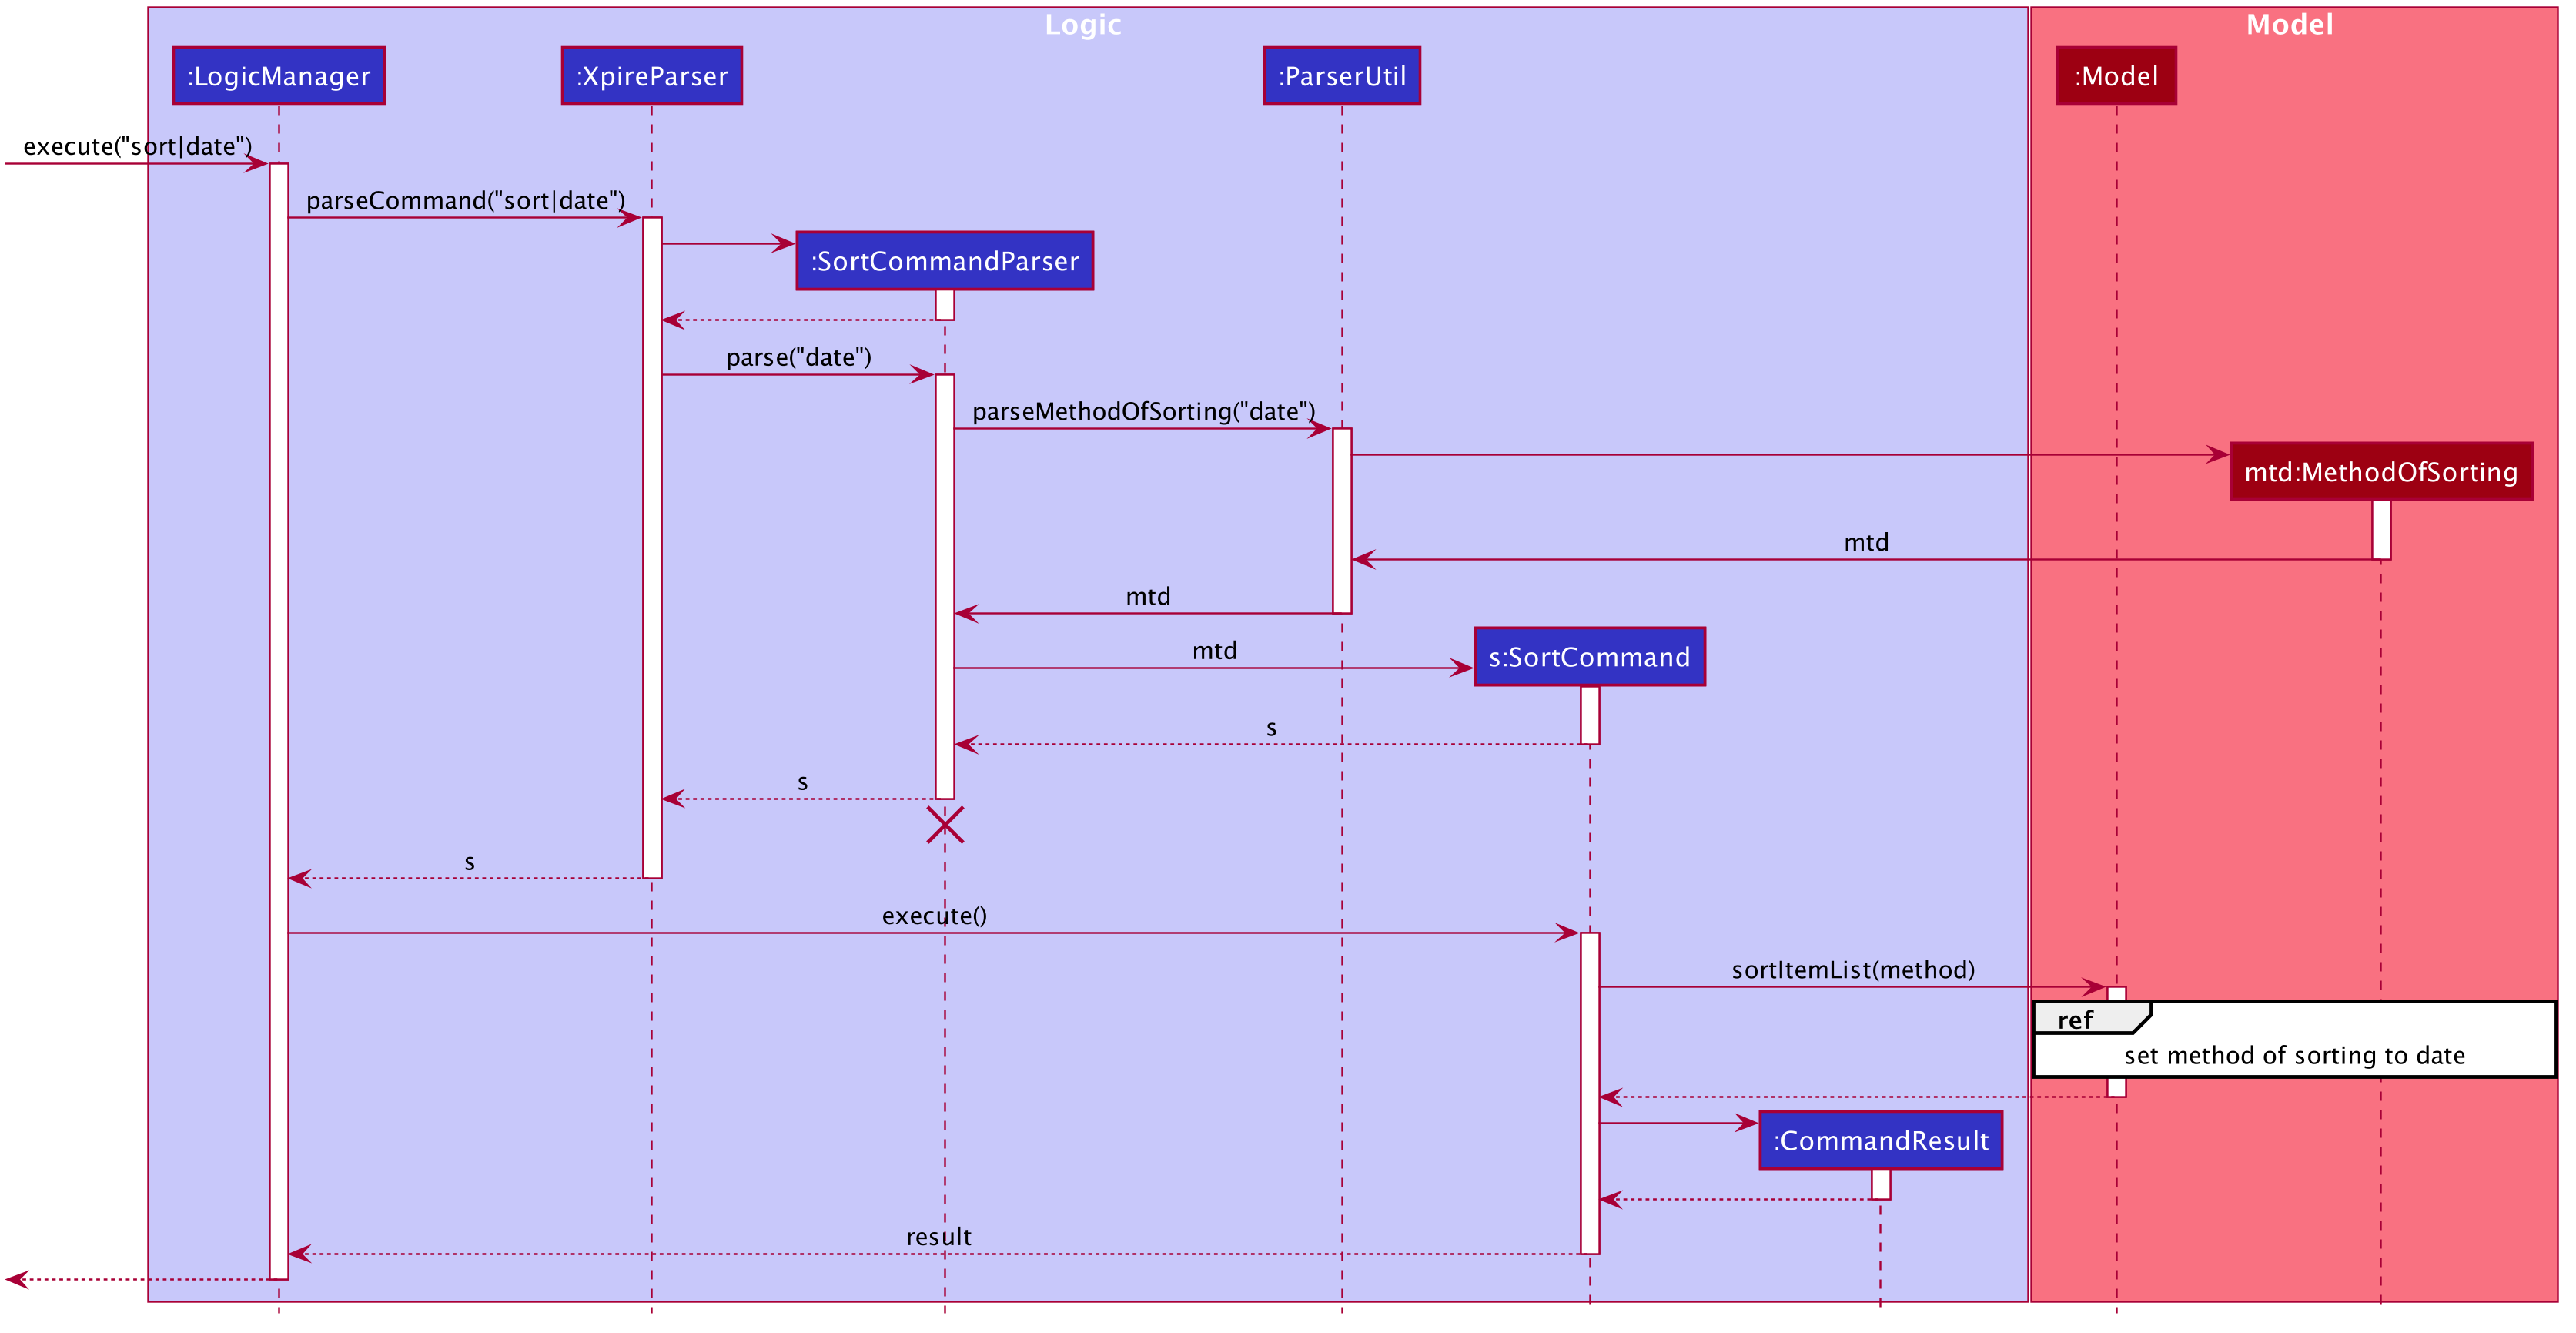 Logic
Model
:LogicManager
:XpireParser
:ParserUtil
:Model
execute("sort|date")
parseCommand("sort|date")
:SortCommandParser
parse("date")
parseMethodOfSorting("date")
mtd:MethodOfSorting
mtd
mtd
mtd
s:SortCommand
s
s
s
execute()
sortItemList(method)
ref
set method of sorting to date
:CommandResult
result